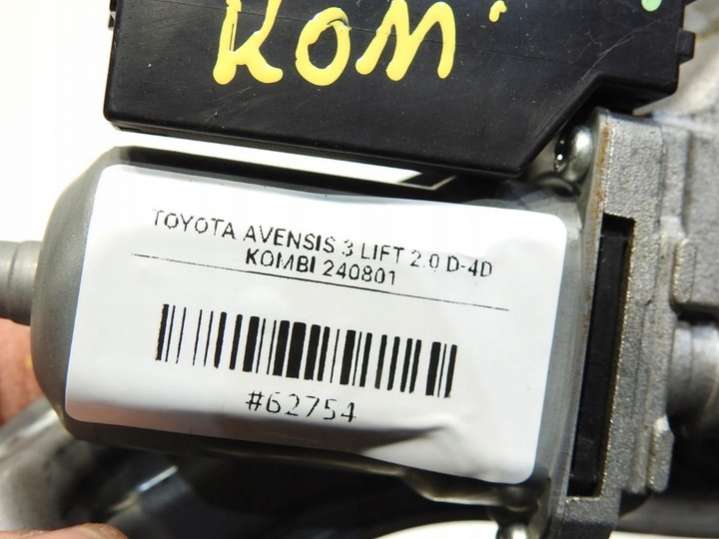 KOM
TOYOTA AVENSIS 3 LIFT 2.0 D-4D
KOMBI 240801
#62754